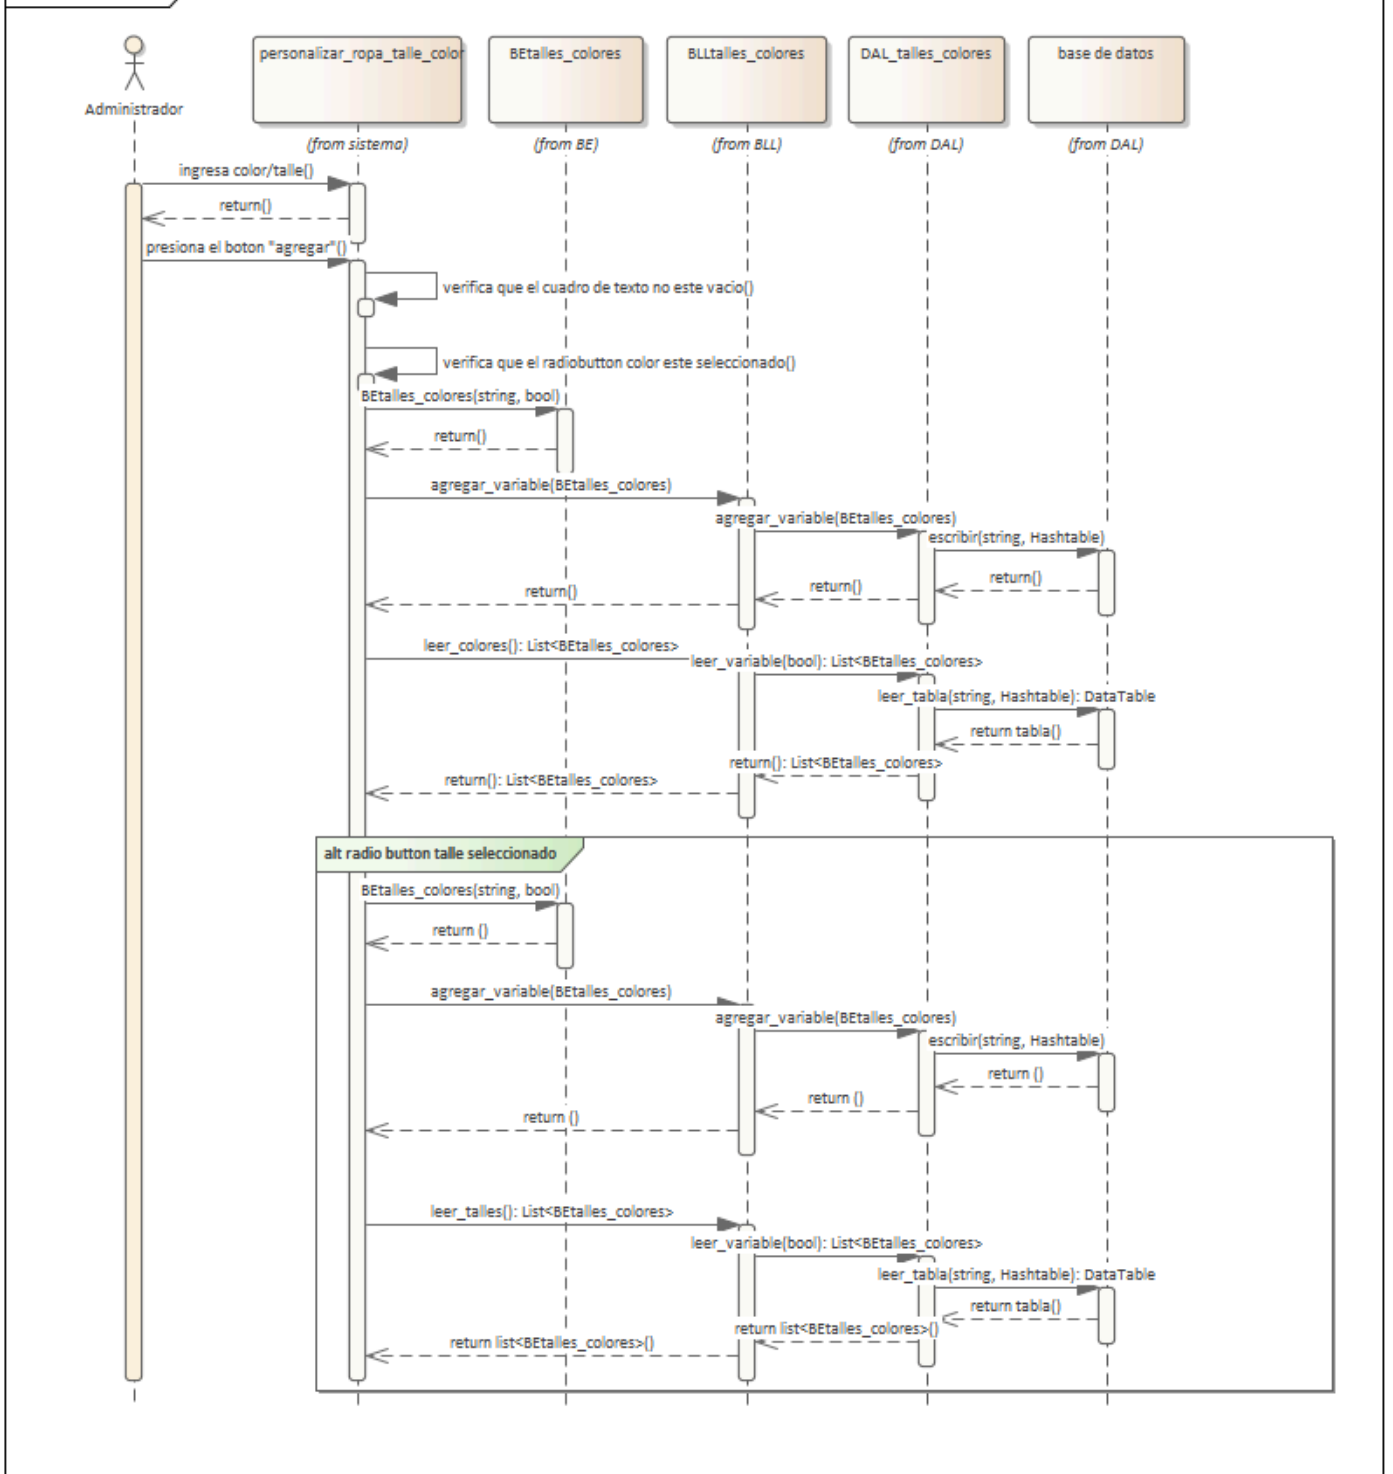 personalizar_ropa_talle_color
BEtalles_colores
BLLtalles_colores
DAL_talles_colores
base de datos
Administrador
(from sistema)
(from BE)
(from BLL)
(from DAL)
(from DAL)
ingresa color/talle()
return()
presiona el boton "agregar"()
verifica que el cuadro de texto no este vacio()
verifica que el radiobutton color este seleccionado()
BEtalles_colores(string, bool)
return()
agregar_variable(BEtalles_colores)
agregar_variable(BEtalles_colores)
escribir(string, Hashtable)
return()
return()
return()
leer_colores(): List<BEtalles_colores>
leer_variable(bool): List<BEtalles_colores>
leer_tabla(string, Hashtable): DataTable
return tabla()
return(): List<BEtalles_colores>
return(): List<BEtalles_colores>
alt radio button talle seleccionado
BEtalles_colores(string, bool)
return ()
agregar_variable(BEtalles_colores)
agregar_variable(BEtalles_colores)
escribir(string, Hashtable)
return ()
return ()
return ()
leer_talles(): List<BEtalles_colores>
leer_variable(bool): List<BEtalles_colores>
leer_tabla(string, Hashtable): DataTable
return tabla()
return list<BEtalles_colores>()
return list<BEtalles_colores>()